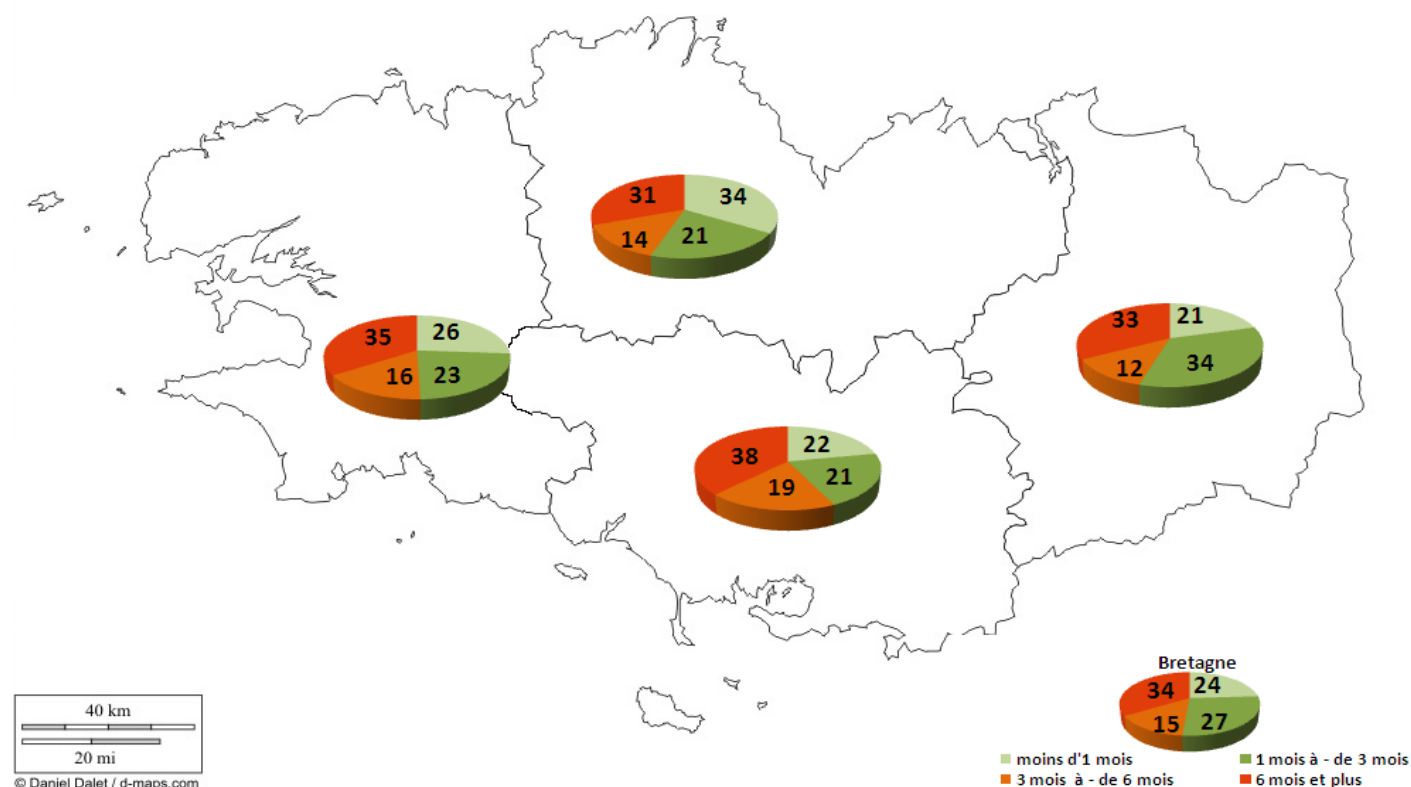 31 34
14 21
35 26
16 23
33 21
12 34
38 22
19 21
Bretagne
34 24
15 27
moins d'1 mois
1 mois à - de 3 mois
3 mois à - de 6 mois
6 mois et plus
40 km
20 mi
© Daniel Dalet / d-maps.com